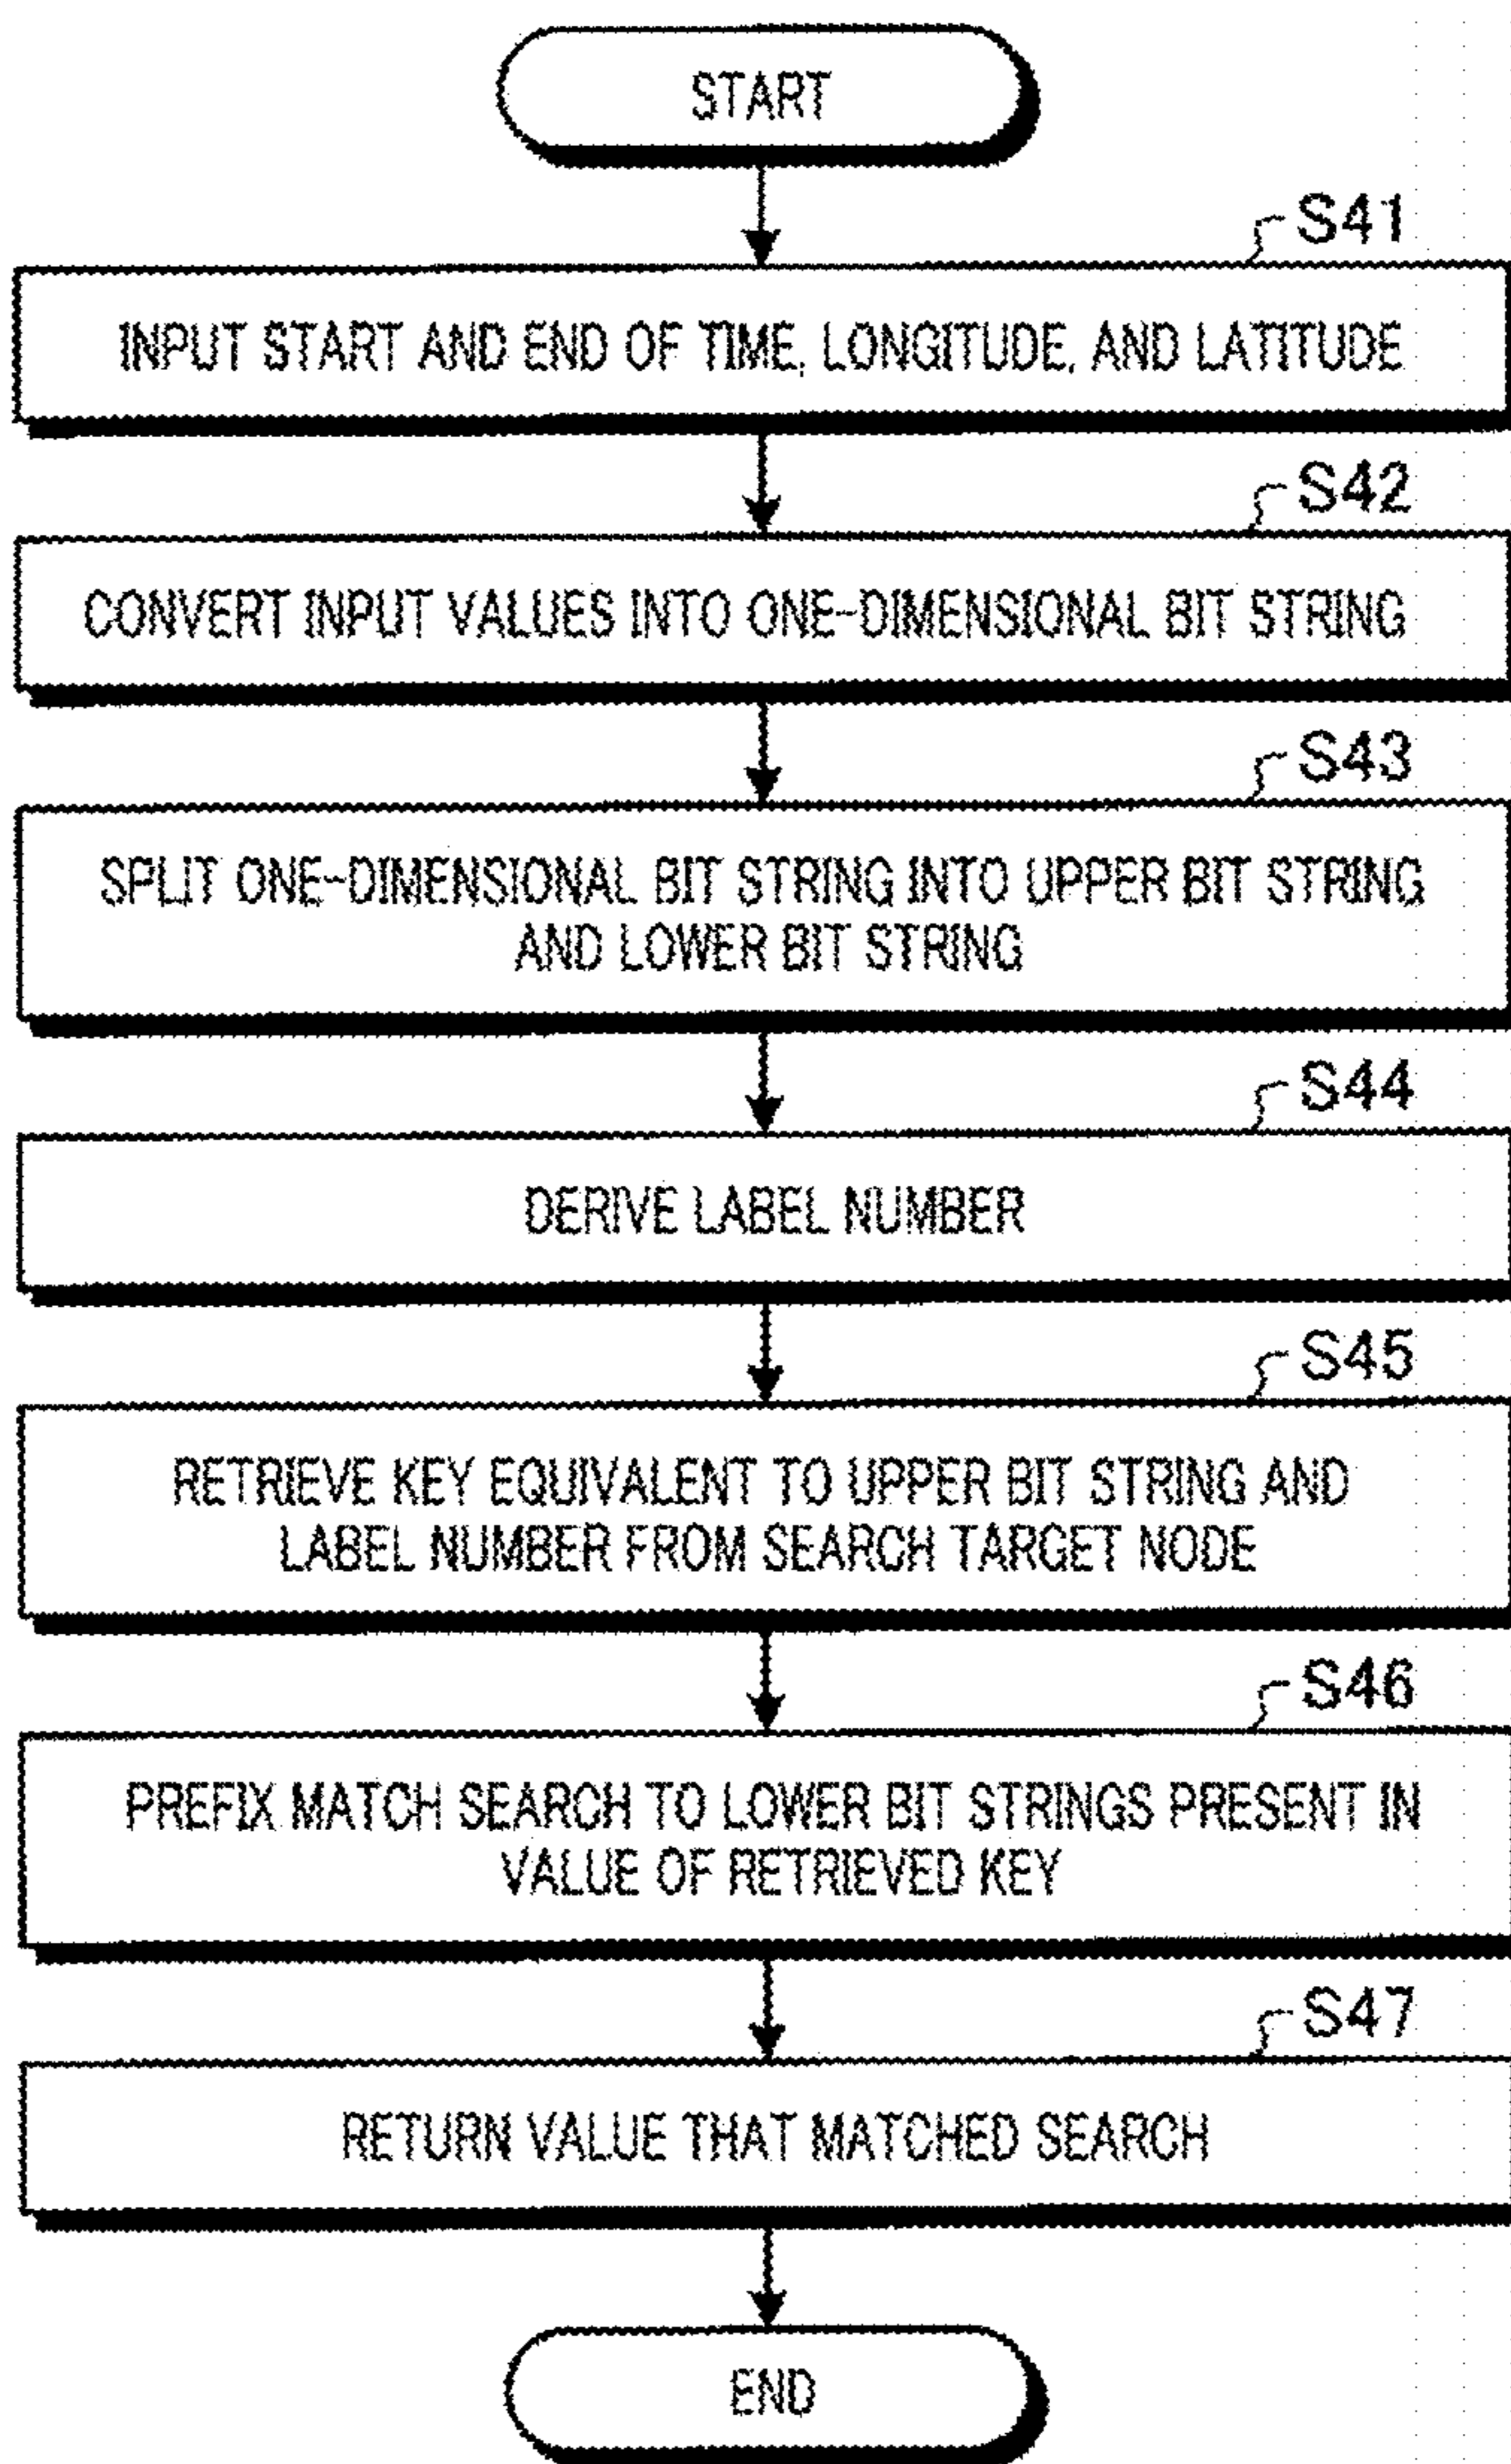 START
S41
INPUT START AND END OF TIME, LONGITUDE, AND LATITUDE
S42
CONVERT INPUT VALUES INTO ONE-DIMENSIONAL BIT STRING
S43
SPLIT ONE-DIMENSIONAL BIT STRING INTO UPPER BIT STRING
AND LOWER BIT STRING
S44
DERIVE LABEL NUMBER
S45
RETRIEVE KEY EQUIVALENT TO UPPER BIT STRING AND
LABEL NUMBER FROM SEARCH TARGET NODE
S46
PREFIX MATCH SEARCH TO LOWER BIT STRINGS PRESENT IN
VALUE OF RETRIEVED KEY
S47
RETURN VALUE THAT MATCHED SEARCH
END